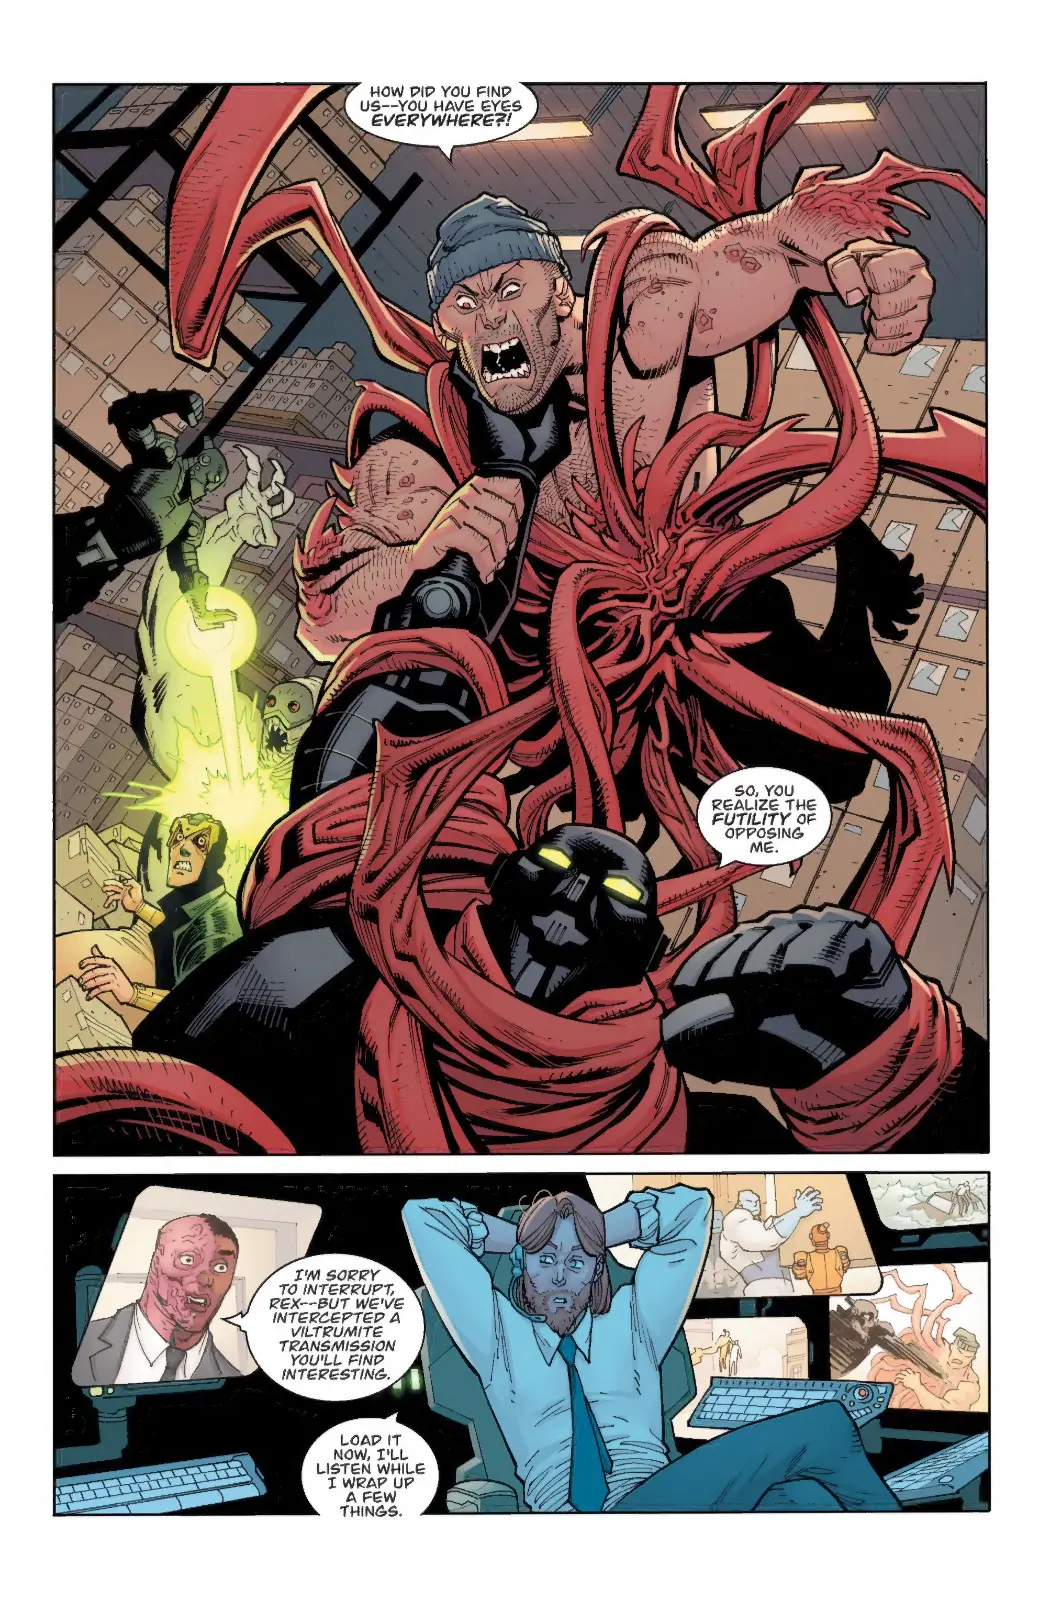 HOW DID YOU FIND
US--YOU HAVE EYES
EVERYWHERE?!
SO, YOU
REALIZE THE
FUTILITY OF
OPPOSING
ME.
I'M SORRY
TO INTERRUPT,
REX--BUT WE'VE
INTERCEPTED A
VILTRUMITE
TRANSMISSION
YOU'LL FIND
INTERESTING.
LOAD IT
NOW, I'LL
LISTEN WHILE
I WRAP UP
A FEW
THINGS.